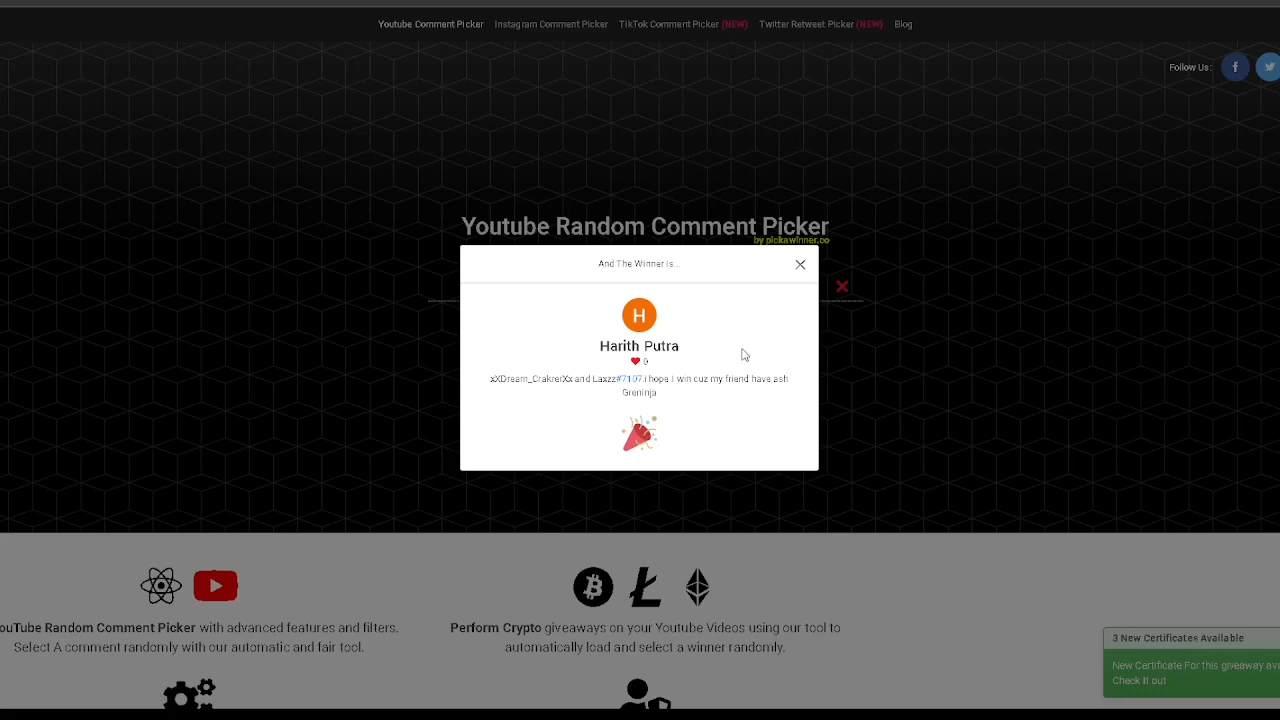 Youtube Comment Picker Instagram Comment Picker TikTok Comment Picker (NEW) Twitter Retweet Picker (NEW) Blog
Follow Us:
Youtube Random Comment Picker
by pickawinner.co
And The Winner Is...
H
Harith Putra
0
xXDream_CrakrerXx and Laxzz#7107.i hope I win cuz my friend have ash
Greninja
ouTube Random Comment Picker with advanced features and filters.
Select A comment randomly with our automatic and fair tool.
Perform Crypto giveaways on your Youtube Videos using our tool to
automatically load and select a winner randomly.
3 New Certificates Available
New Certificate For this giveaway ava
Check It out